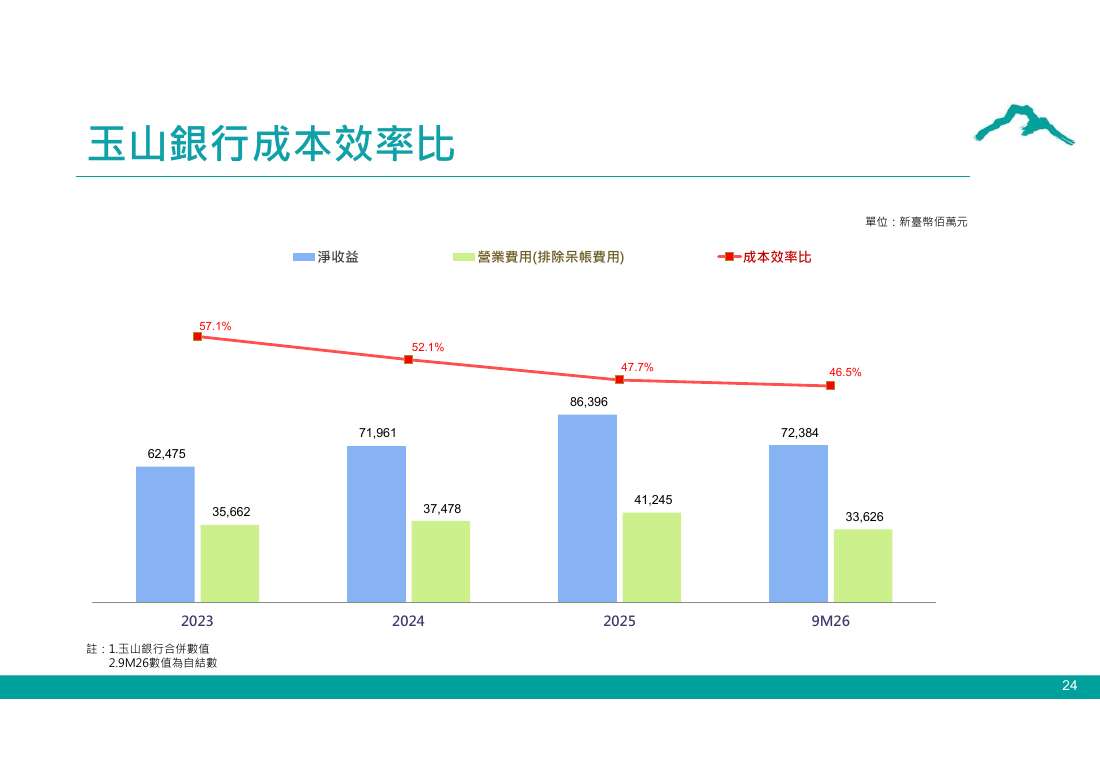 玉山銀行成本效率比
單位：新臺幣佰萬元
淨收益 營業費用(排除呆帳費用) 成本效率比
57.1%
52.1%
47.7%
46.5%
86,396
71,961
72,384
62,475
41,245
35,662
37,478
33,626
2023 2024 2025 9M26
註：1.玉山銀行合併數值
2.9M26數值為自結數
24